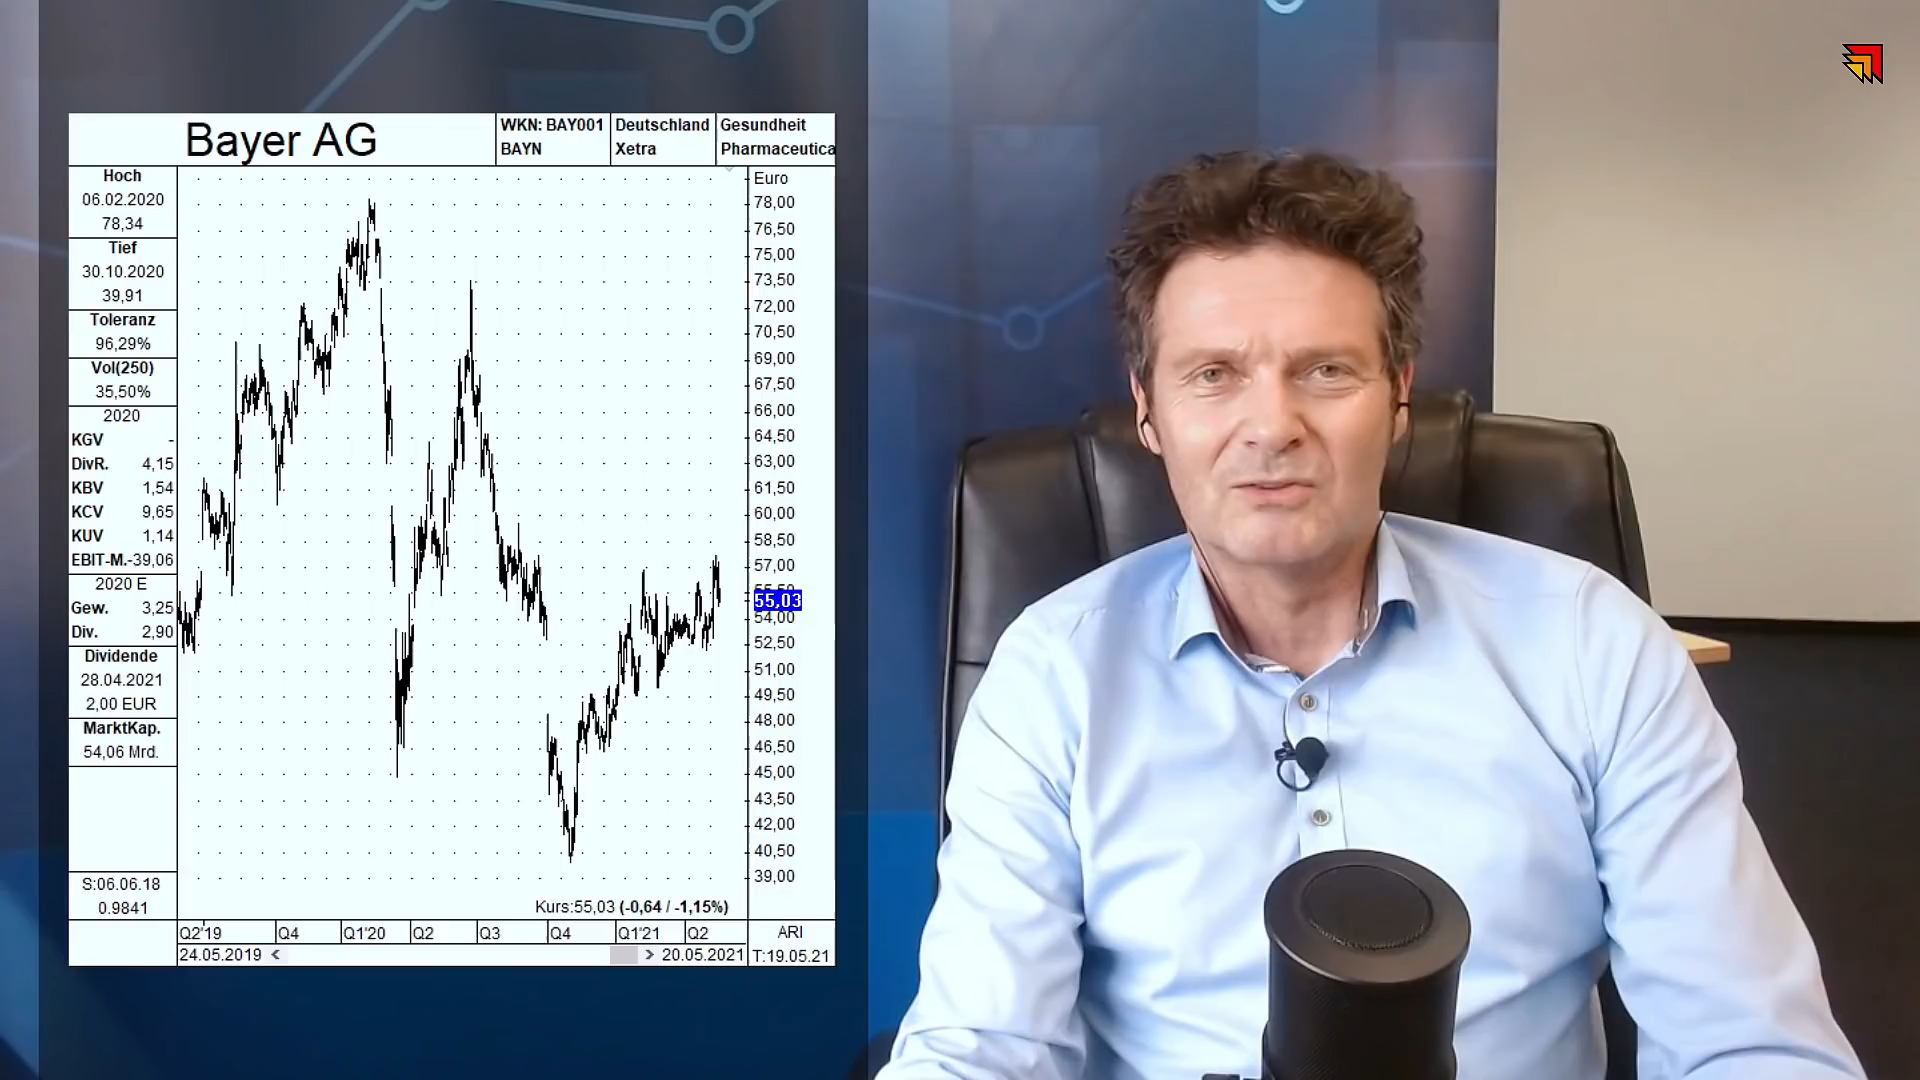 Bayer AG
WKN: BAY001
BAYN
Deutschland
Xetra
Gesundheit
Pharmaceutica
Hoch
06.02.2020
78,34
Tief
30.10.2020
39,91
Toleranz
96,29%
Vol(250)
35,50%
2020
KGV -
DivR. 4,15
KBV 1,54
KCV 9,65
KUV 1,14
EBIT-M.-39,06
2020 E
Gew. 3,25
Div. 2,90
Dividende
28.04.2021
2,00 EUR
MarktKap.
54,06 Mrd.
S:06.06.18
0.9841
Euro
78,00
76,50
75,00
73,50
72,00
70,50
69,00
67,50
66,00
64,50
63,00
61,50
60,00
58,50
57,00
55,03
54,00
52,50
51,00
49,50
48,00
46,50
45,00
43,50
42,00
40,50
39,00
Kurs:55,03 (-0,64 / -1,15%)
Q2'19 Q4 Q1'20 Q2 Q3 Q4 Q1'21 Q2 ARI
24.05.2019 < > 20.05.2021 T:19.05.21